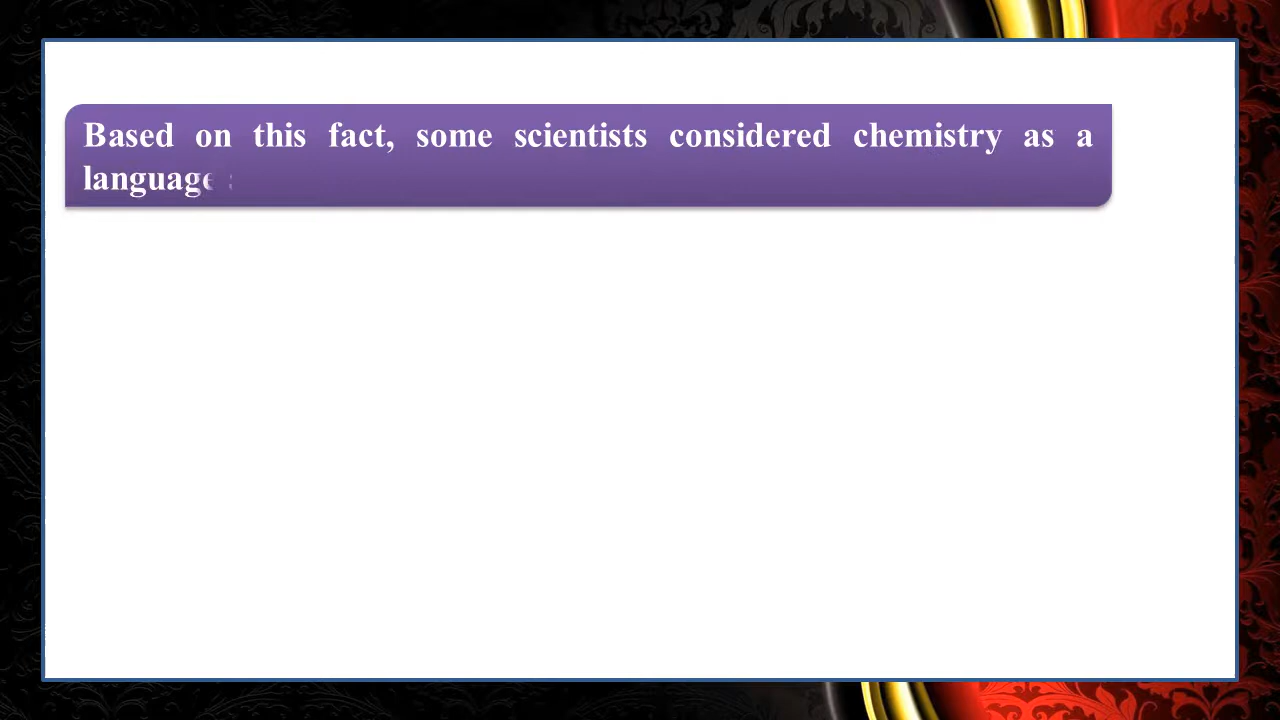 Based on this fact, some scientists considered chemistry as a
language